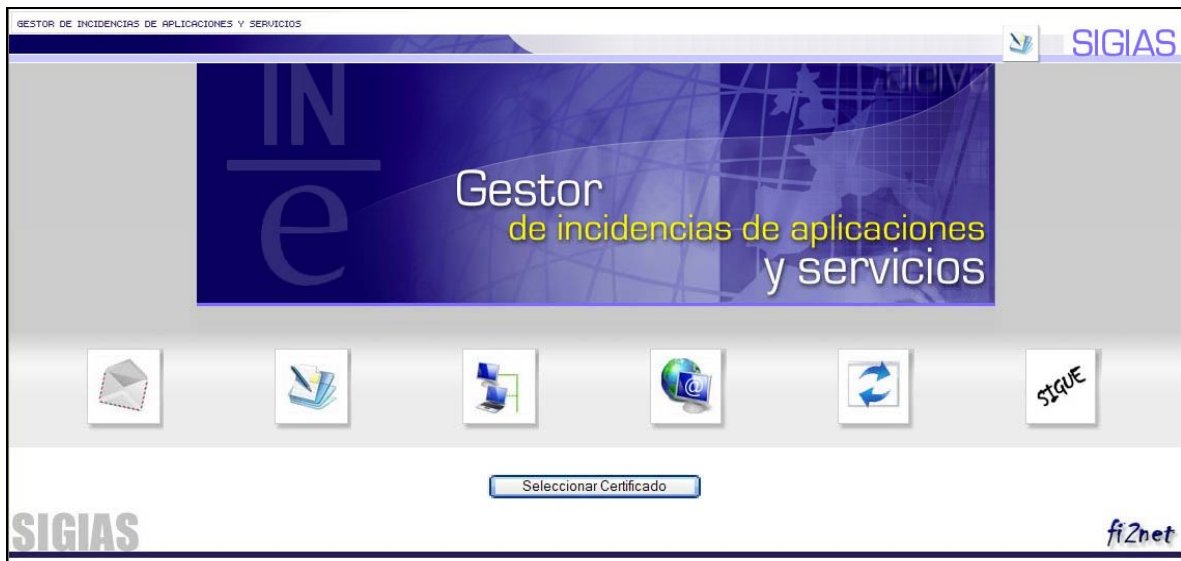 GESTOR DE INCIDENCIAS DE APLICACIONES Y SERVICIOS
SIGIAS
IN
e
Gestor
de incidencias de aplicaciones
y servicios
@
SIGUE
Seleccionar Certificado
SIGIAS
fi2net